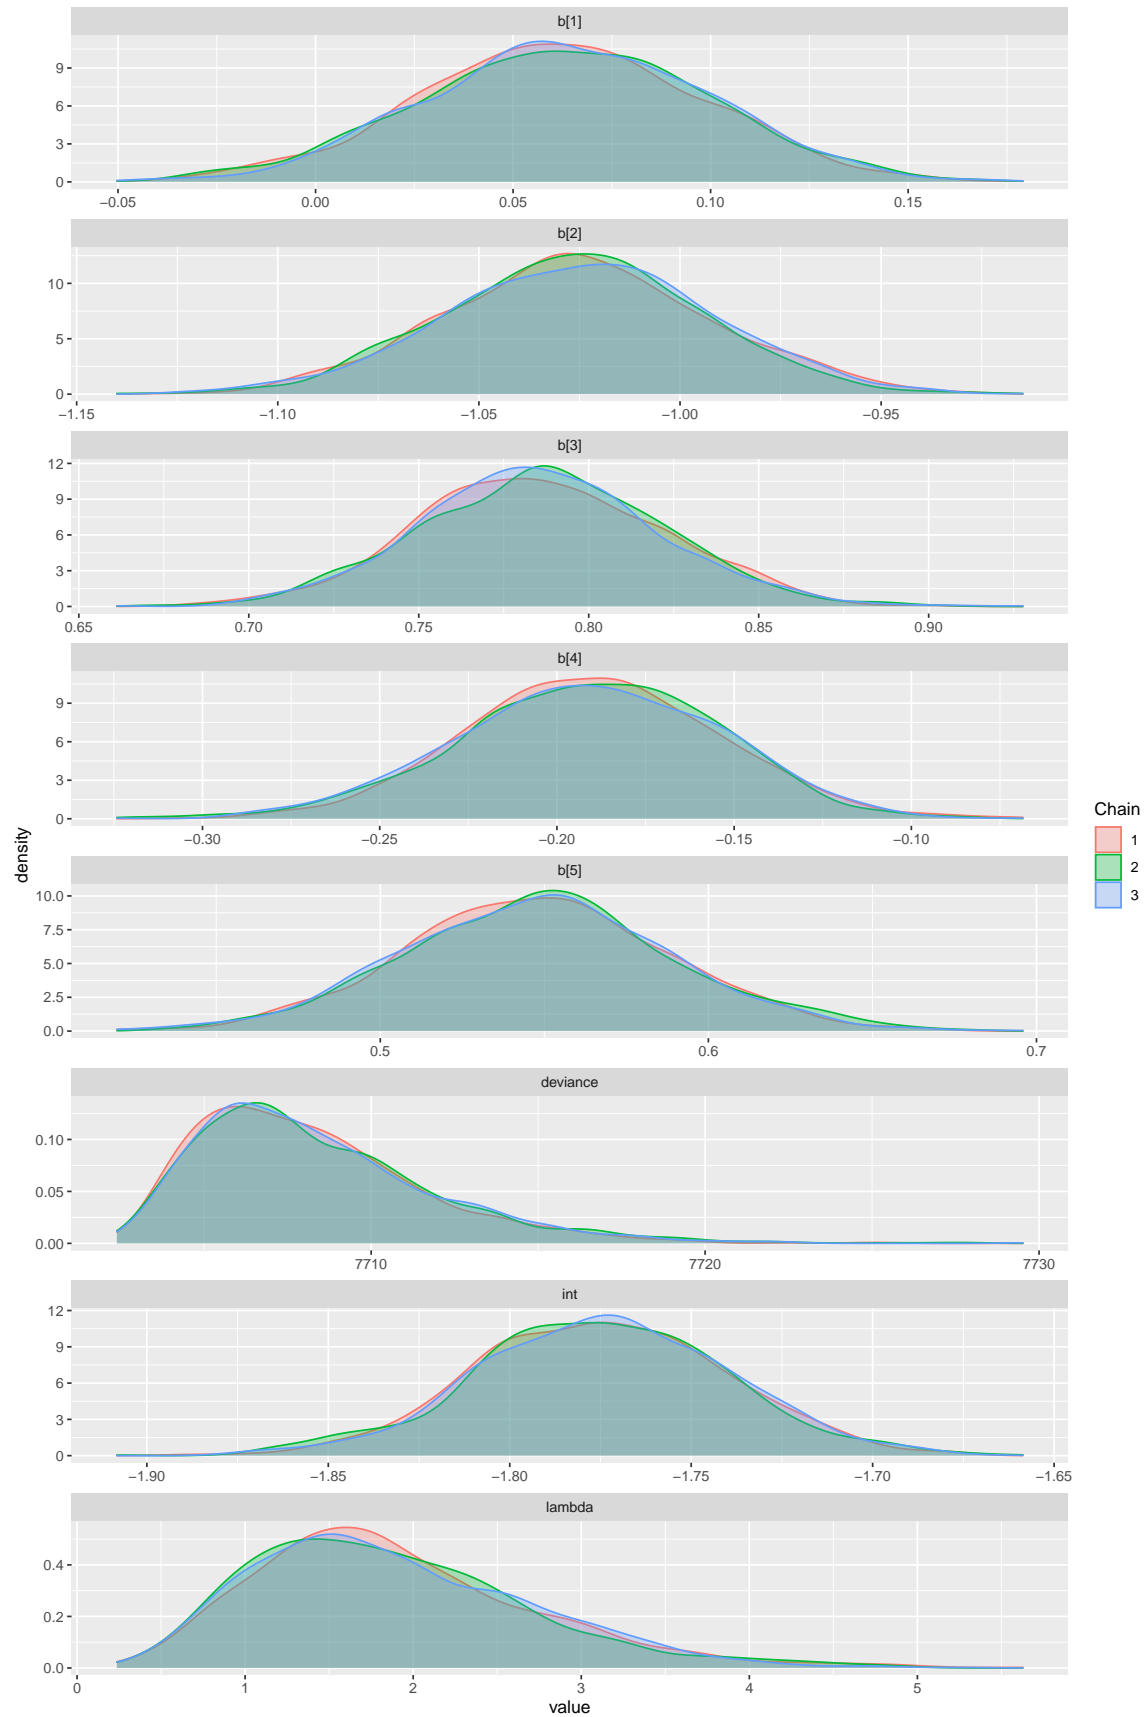 b[1]
9
6
3
0
−0.05 0.00 0.05 0.10 0.15
b[2]
10
5
0
−1.15 −1.10 −1.05 −1.00 −0.95
b[3]
12
9
6
3
0
0.65 0.70 0.75 0.80 0.85 0.90
b[4]
9
6
3
0
−0.30 −0.25 −0.20 −0.15 −0.10
b[5]
10.0
7.5
5.0
2.5
0.0
0.5 0.6 0.7
deviance
0.10
0.05
0.00
7710 7720 7730
int
12
9
6
3
0
−1.90 −1.85 −1.80 −1.75 −1.70 −1.65
lambda
0.4
0.2
0.0
0 1 2 3 4 5
value
density
Chain
1
2
3